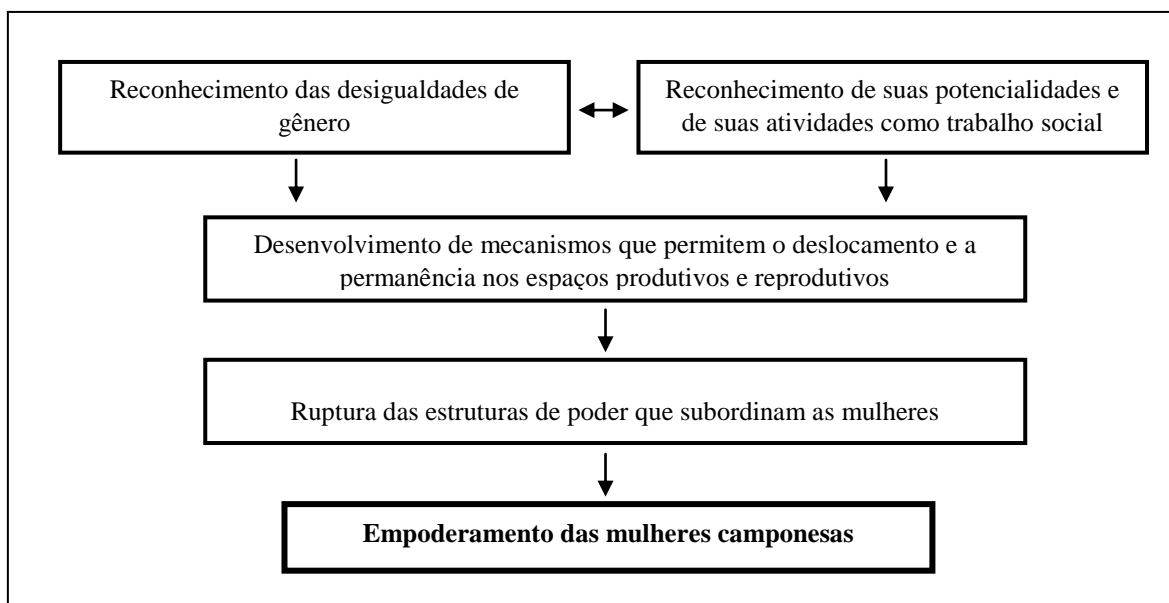 Reconhecimento das desigualdades de
gênero
Reconhecimento de suas potencialidades e
de suas atividades como trabalho social
Desenvolvimento de mecanismos que permitem o deslocamento e a
permanência nos espaços produtivos e reprodutivos
Ruptura das estruturas de poder que subordinam as mulheres
Empoderamento das mulheres camponesas